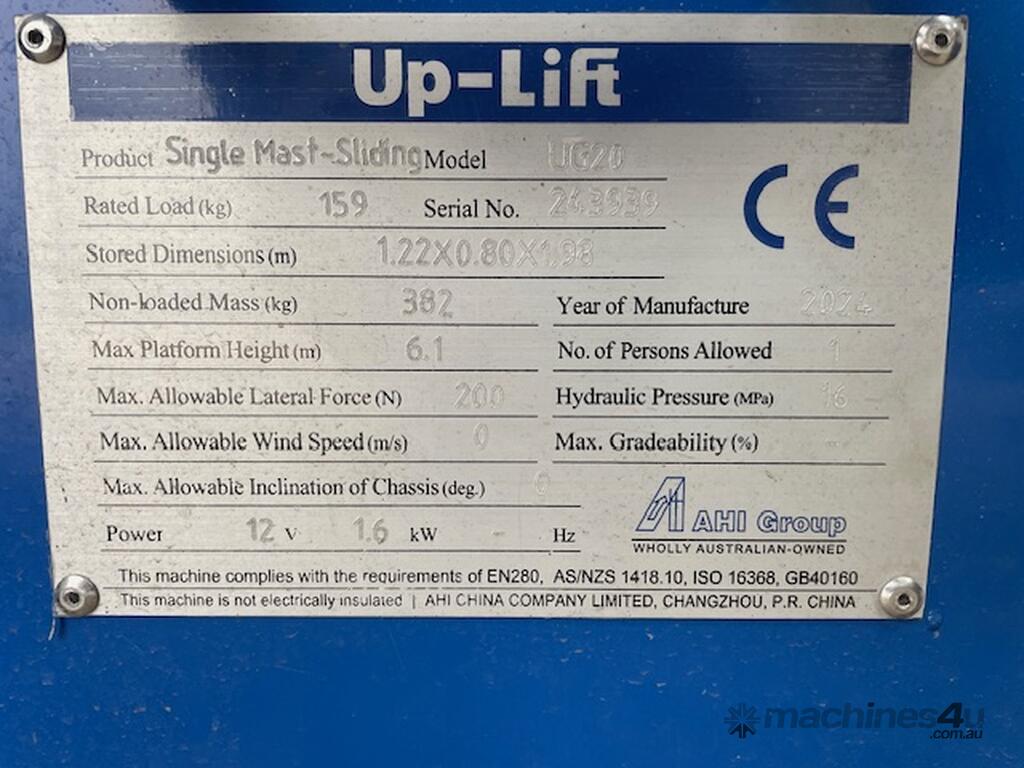 Up-Lift
Product Single Mast-Sliding Model UG20
Rated Load (kg) 159 Serial No. 243939
Stored Dimensions (m) 1.22X0.80X1.98
Non-loaded Mass (kg) 382 Year of Manufacture 2024
Max Platform Height (m) 6.1 No. of Persons Allowed 1
Max. Allowable Lateral Force (N) 200 Hydraulic Pressure (MPa) 16
Max. Allowable Wind Speed (m/s) 0 Max. Gradeability (%) -
Max. Allowable Inclination of Chassis (deg.) 0
Power 12 V 1.6 kW - Hz
CE
AHI Group
WHOLLY AUSTRALIAN-OWNED
This machine complies with the requirements of EN280, AS/NZS 1418.10, ISO 16368, GB40160
This machine is not electrically insulated | AHI CHINA COMPANY LIMITED, CHANGZHOU, P.R. CHINA
machines4u
.com.au